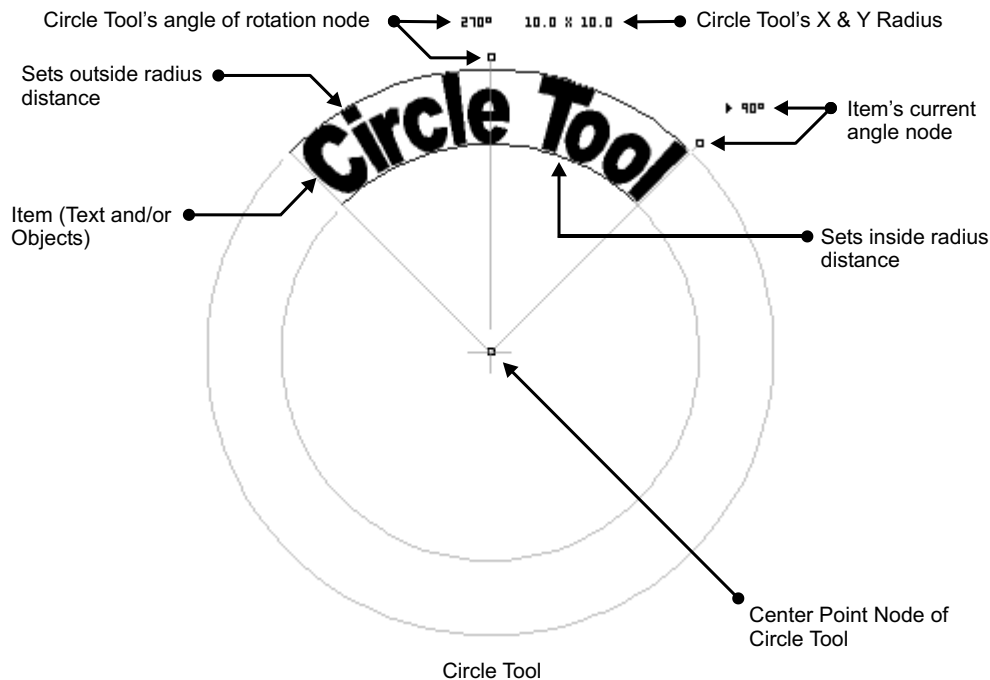 Circle Tool's angle of rotation node
270°
10.0 X 10.0
Circle Tool's X & Y Radius
Sets outside radius
distance
Circle Tool
90°
Item's current
angle node
Item (Text and/or
Objects)
Sets inside radius
distance
Center Point Node of
Circle Tool
Circle Tool